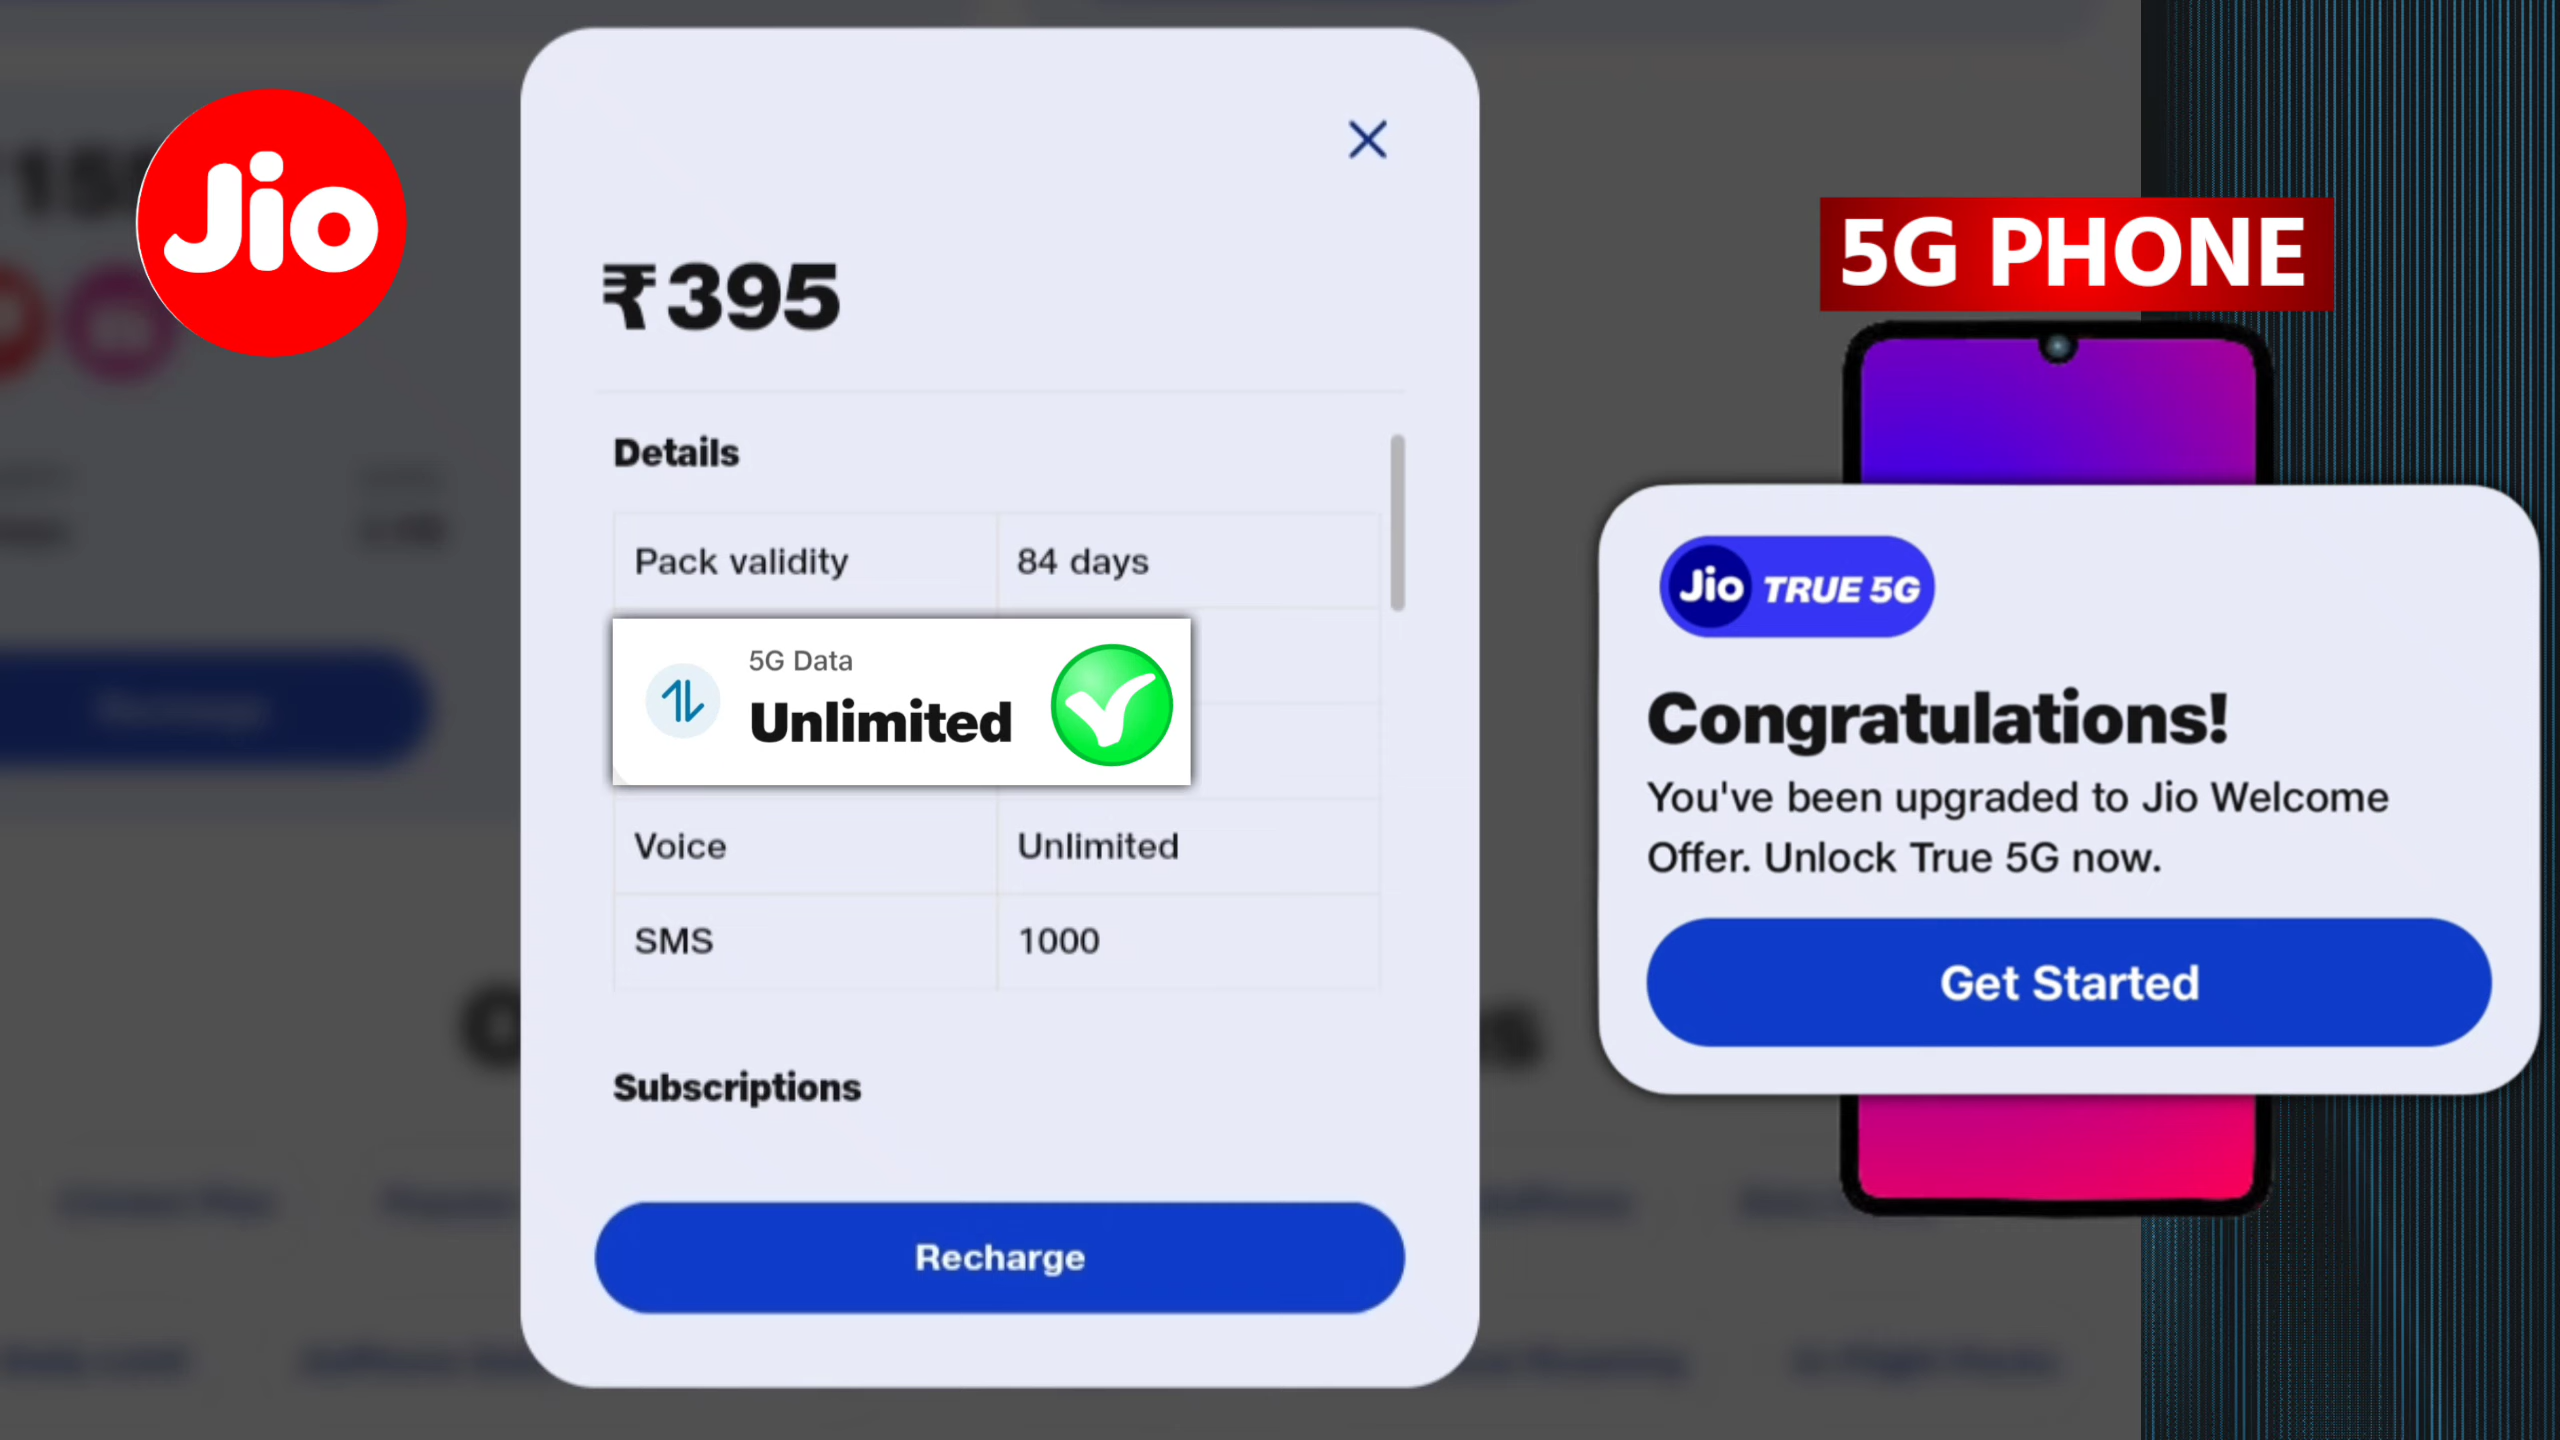 Jio
₹395
Details
Pack validity 84 days
5G Data
Unlimited
Voice Unlimited
SMS 1000
Subscriptions
Recharge
5G PHONE
Jio TRUE 5G
Congratulations!
You've been upgraded to Jio Welcome
Offer. Unlock True 5G now.
Get Started